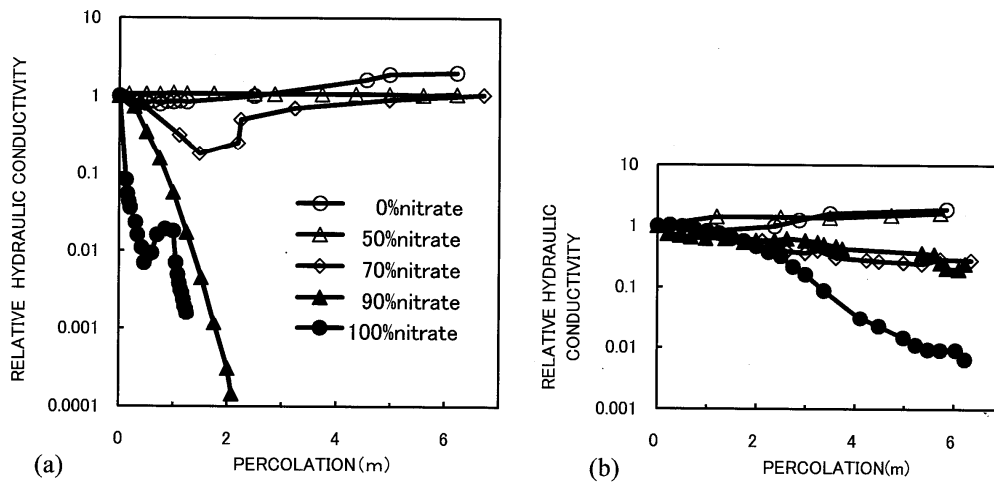 10
1
0.1
0.01
0.001
0.0001
RELATIVE HYDRAULIC CONDUCTIVITY
0%nitrate
50%nitrate
70%nitrate
90%nitrate
100%nitrate
0 2 4 6
PERCOLATION(m)
(a)
10
1
0.1
0.01
0.001
RELATIVE HYDRAULIC
CONDUCTIVITY
0 2 4 6
PERCOLATION(m)
(b)